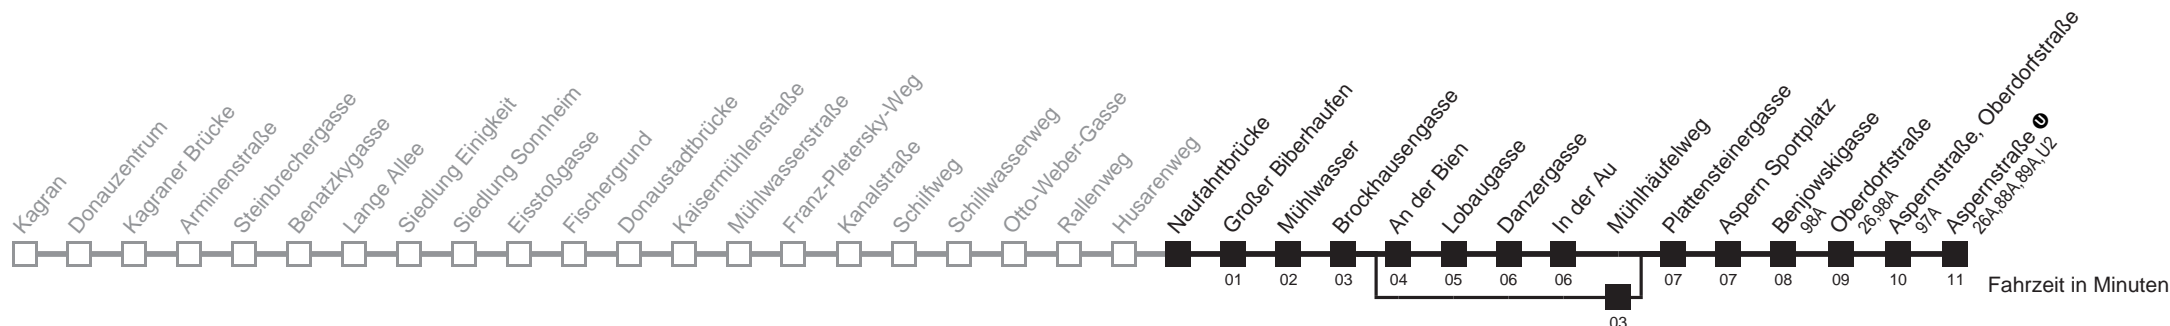 Kagran
Donauzentrum
Kagraner Brücke
Arminenstraße
Steinbrechergasse
Benatzkygasse
Lange Allee
Siedlung Einigkeit
Siedlung Sonnheim
Eisstoßgasse
Fischergrund
Donaustadtbrücke
Kaisermühlenstraße
Mühlwasserstraße
Franz-Pletersky-Weg
Kanalstraße
Schilfweg
Schillwasserweg
Otto-Weber-Gasse
Rallenweg
Husarenweg
Naufahrtbrücke
Großer Biberhaufen
Mühlwasser
Brockhausengasse
An der Bien
Lobaugasse
Danzergasse
In der Au
Mühlhäufelweg
Plattensteinergasse
Aspern Sportplatz
Benjowskigasse
98A
Oberdorfstraße
26,98A
Aspernstraße, Oberdorfstraße
97A
Aspernstraße U
26A,88A,89A,U2
01 02 03 04 05 06 06 07 07 08 09 10 11
Fahrzeit in Minuten
03